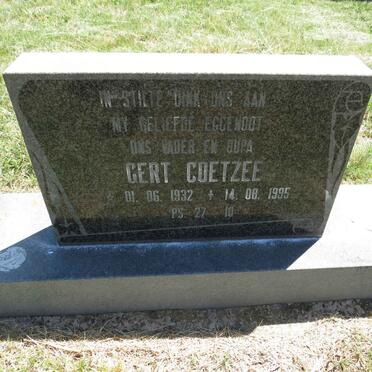 IN STILTE DINK ONS AAN
MY GELIEFDE EGGENOOT
ONS VADER EN OUPA
GERT COETZEE
* 01. 06. 1932 + 14. 08. 1995
PS. 27 10